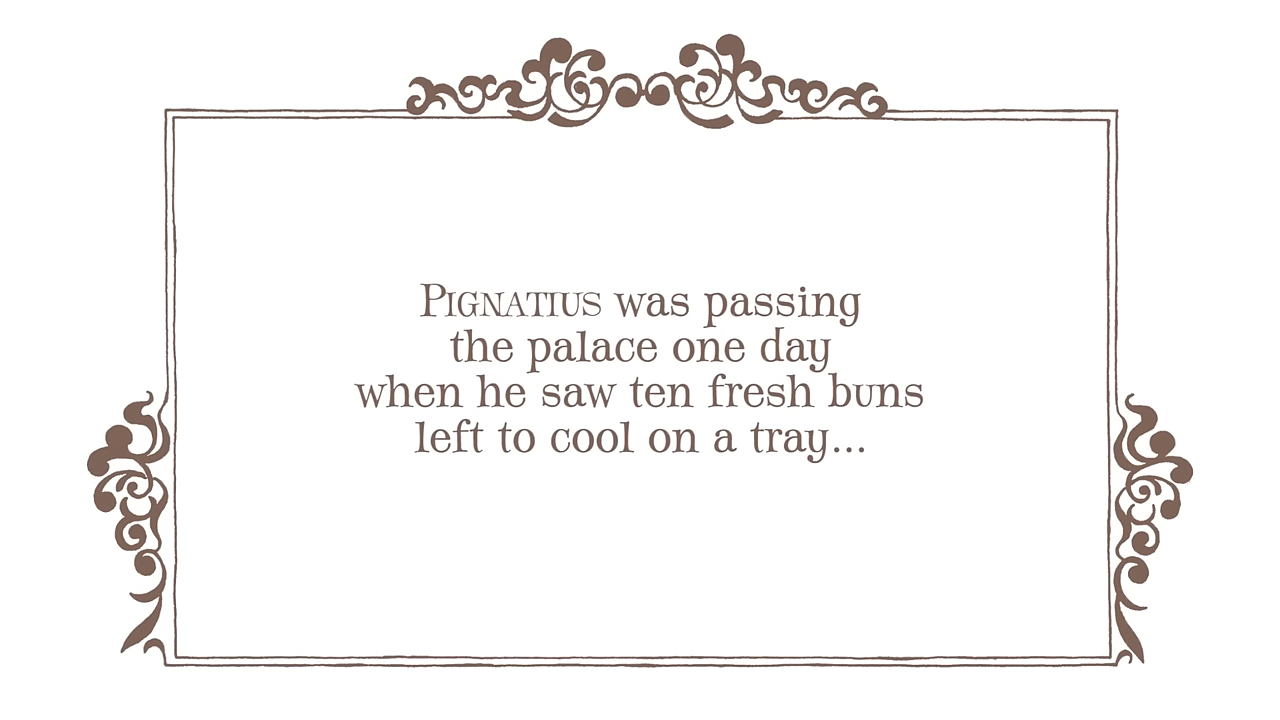 Pignatius was passing
the palace one day
when he saw ten fresh buns
left to cool on a tray...